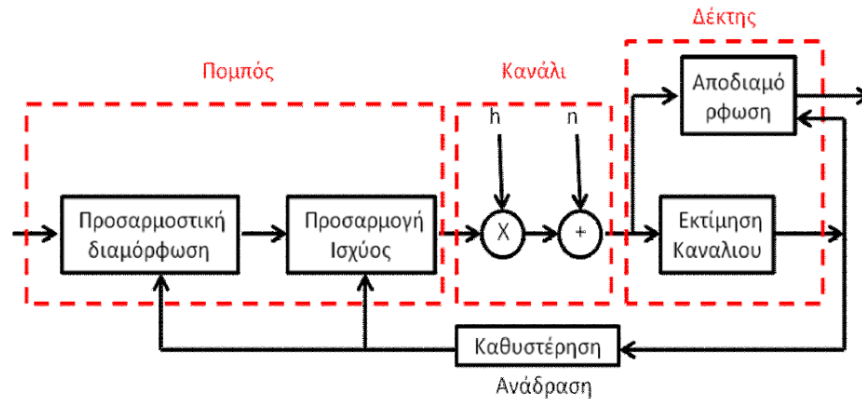 Δέκτης
Πομπός
Κανάλι
Αποδιαμό
ρφωση
h
n
Προσαρμοστική
διαμόρφωση
Προσαρμογή
Ισχύος
X
+
Εκτίμηση
Καναλιου
Καθυστέρηση
Ανάδραση